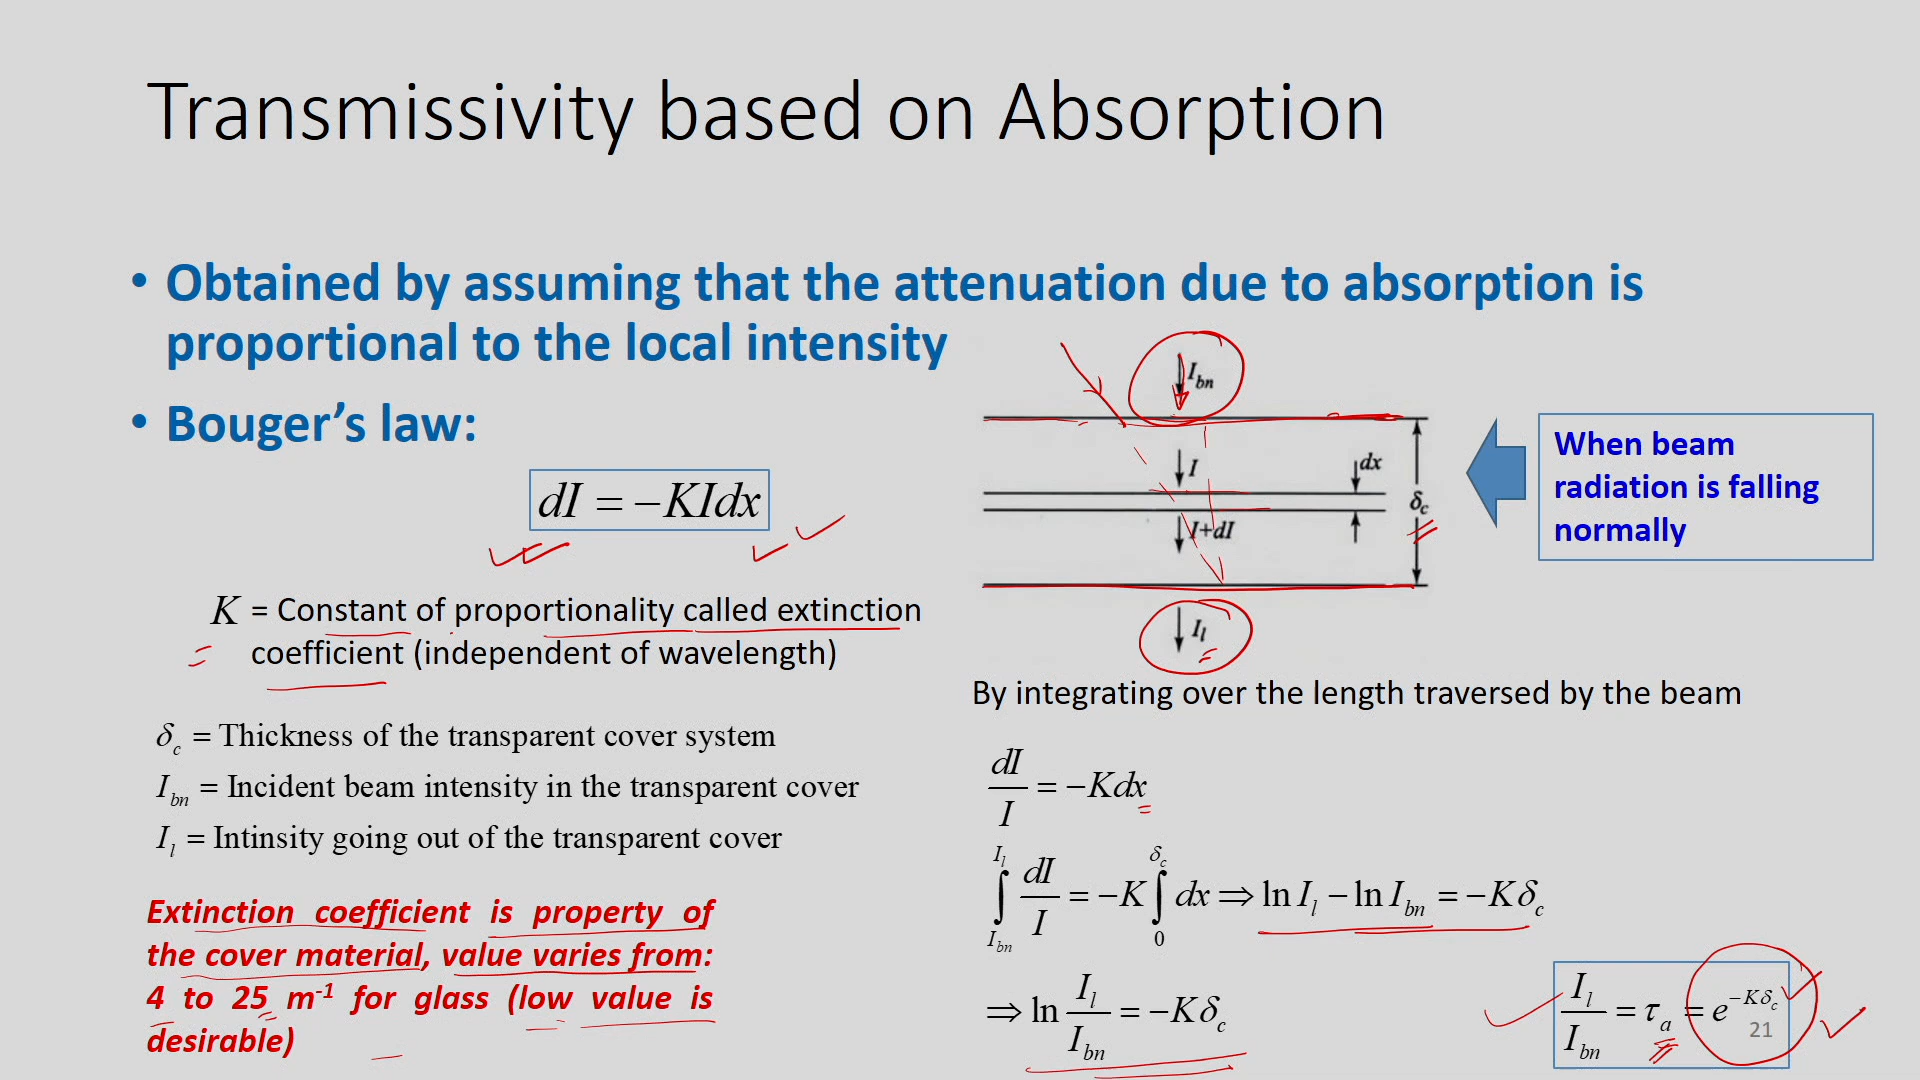 Transmissivity based on Absorption
• Obtained by assuming that the attenuation due to absorption is
proportional to the local intensity
• Bouger's law:
dI = −KIdx
K = Constant of proportionality called extinction
coefficient (independent of wavelength)
δc = Thickness of the transparent cover system
Ibn = Incident beam intensity in the transparent cover
Il = Intinsity going out of the transparent cover
Extinction coefficient is property of
the cover material, value varies from:
4 to 25 m-1 for glass (low value is
desirable)
Ibn
I
dx
δc
I+dI
Il
When beam
radiation is falling
normally
By integrating over the length traversed by the beam
dI/I = −Kdx
∫_{Ibn}^{Il} dI/I = −K ∫_{0}^{δc} dx ⇒ ln Il − ln Ibn = −Kδc
⇒ ln Il/Ibn = −Kδc
Il/Ibn = τa = e^{−Kδc}
21